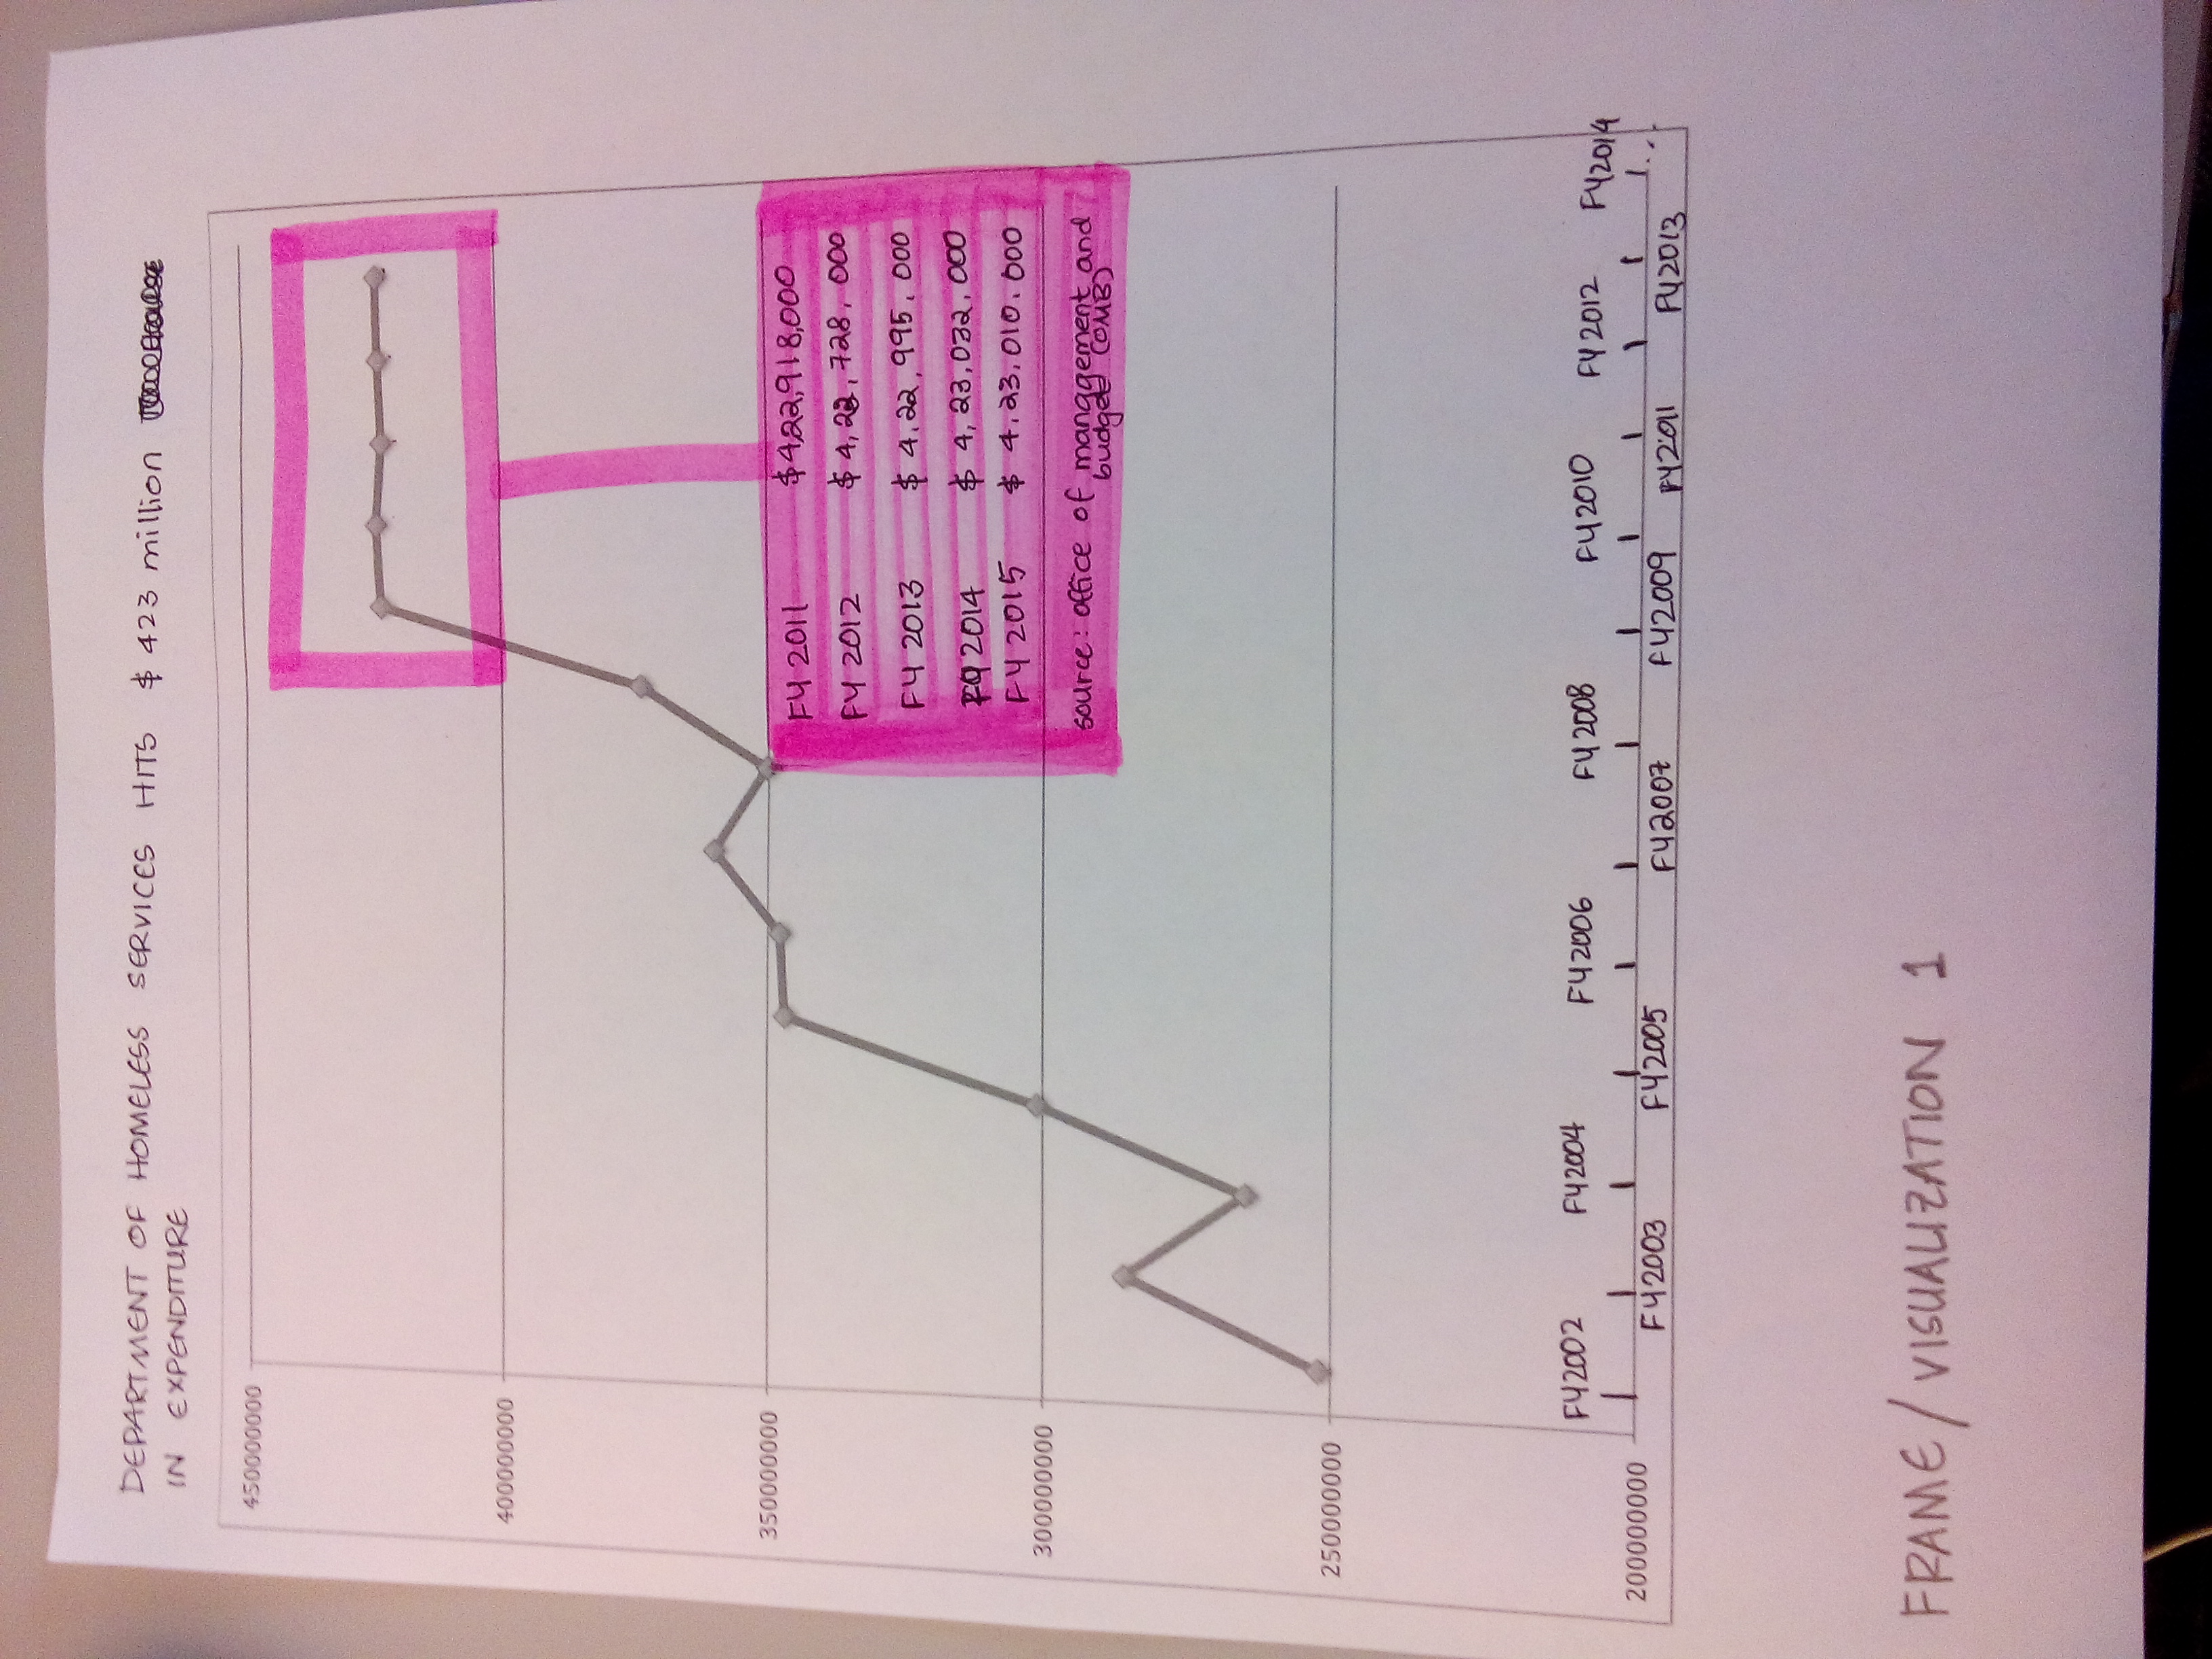 DEPARTMENT OF HOMELESS SERVICES HITS $ 423 million
IN EXPENDITURE
450000000
400000000
350000000
300000000
250000000
200000000
FY 2011 $422,918,000
FY 2012 $4,22,728,000
FY 2013 $4,22,995,000
FY 2014 $4,23,032,000
FY 2015 $4,23,010.000
source: office of manggement and
budget (OMB)
FY2002 FY2004 FY2006 FY2008 FY2010 FY2012 FY2014
FY2003 FY2005 FY2007 FY2009 FY2011 FY2013
FRAME / VISUALIZATION 1